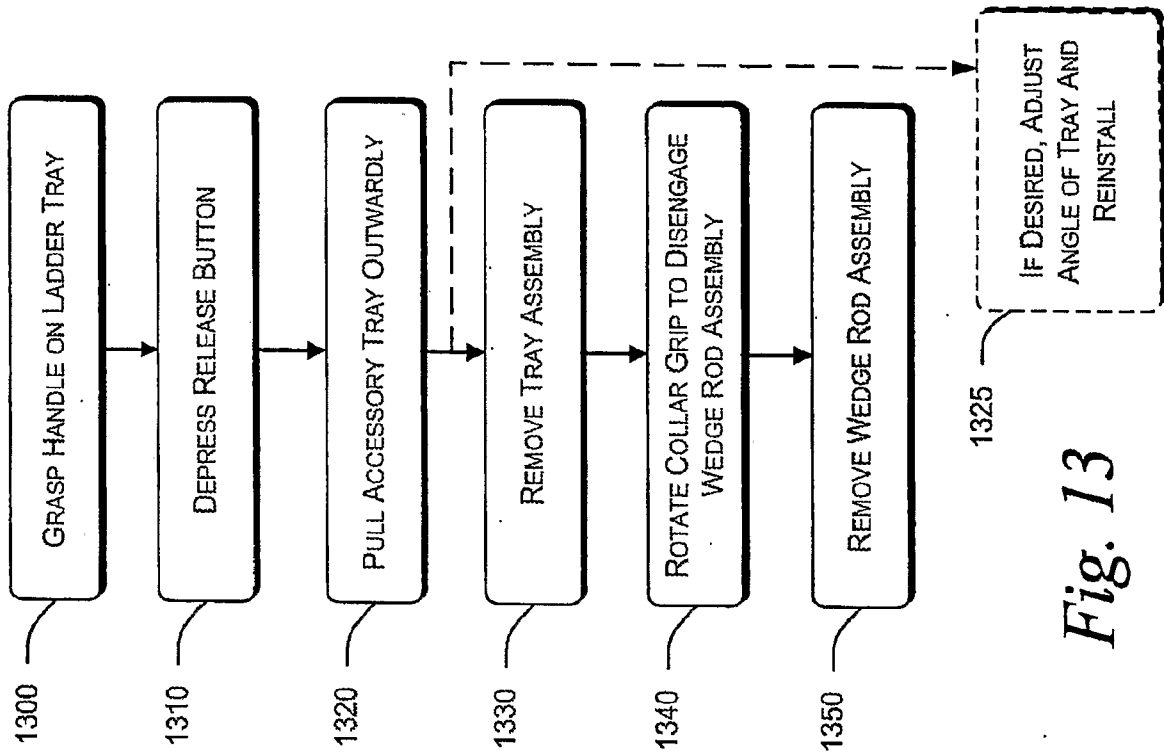 1300
GRASP HANDLE ON LADDER TRAY
1310
DEPRESS RELEASE BUTTON
1320
PULL ACCESSORY TRAY OUTWARDLY
1330
REMOVE TRAY ASSEMBLY
1340
ROTATE COLLAR GRIP TO DISENGAGE
WEDGE ROD ASSEMBLY
1350
REMOVE WEDGE ROD ASSEMBLY
1325
IF DESIRED, ADJUST
ANGLE OF TRAY AND
REINSTALL
Fig. 13